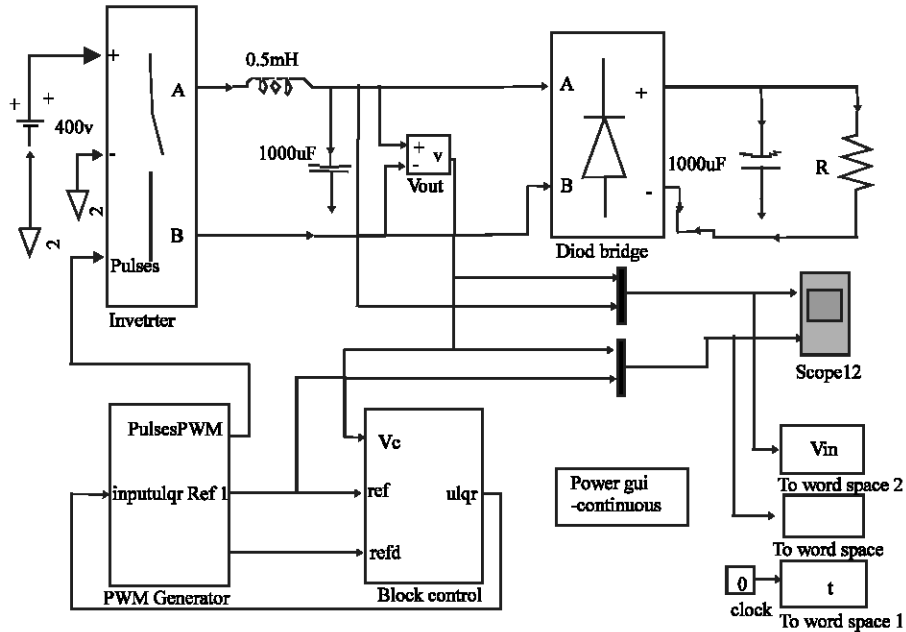 +
400v
+
+
-
2
2
A
B
Pulses
Invetrter
0.5mH
1000uF
+
-
v
Vout
A
B
+
-
Diod bridge
1000uF
+
R
Scope12
PulsesPWM
inputulqr Ref 1
PWM Generator
Vc
ref
refd
ulqr
Block control
Power gui
-continuous
Vin
To word space 2
To word space
0
clock
t
To word space 1